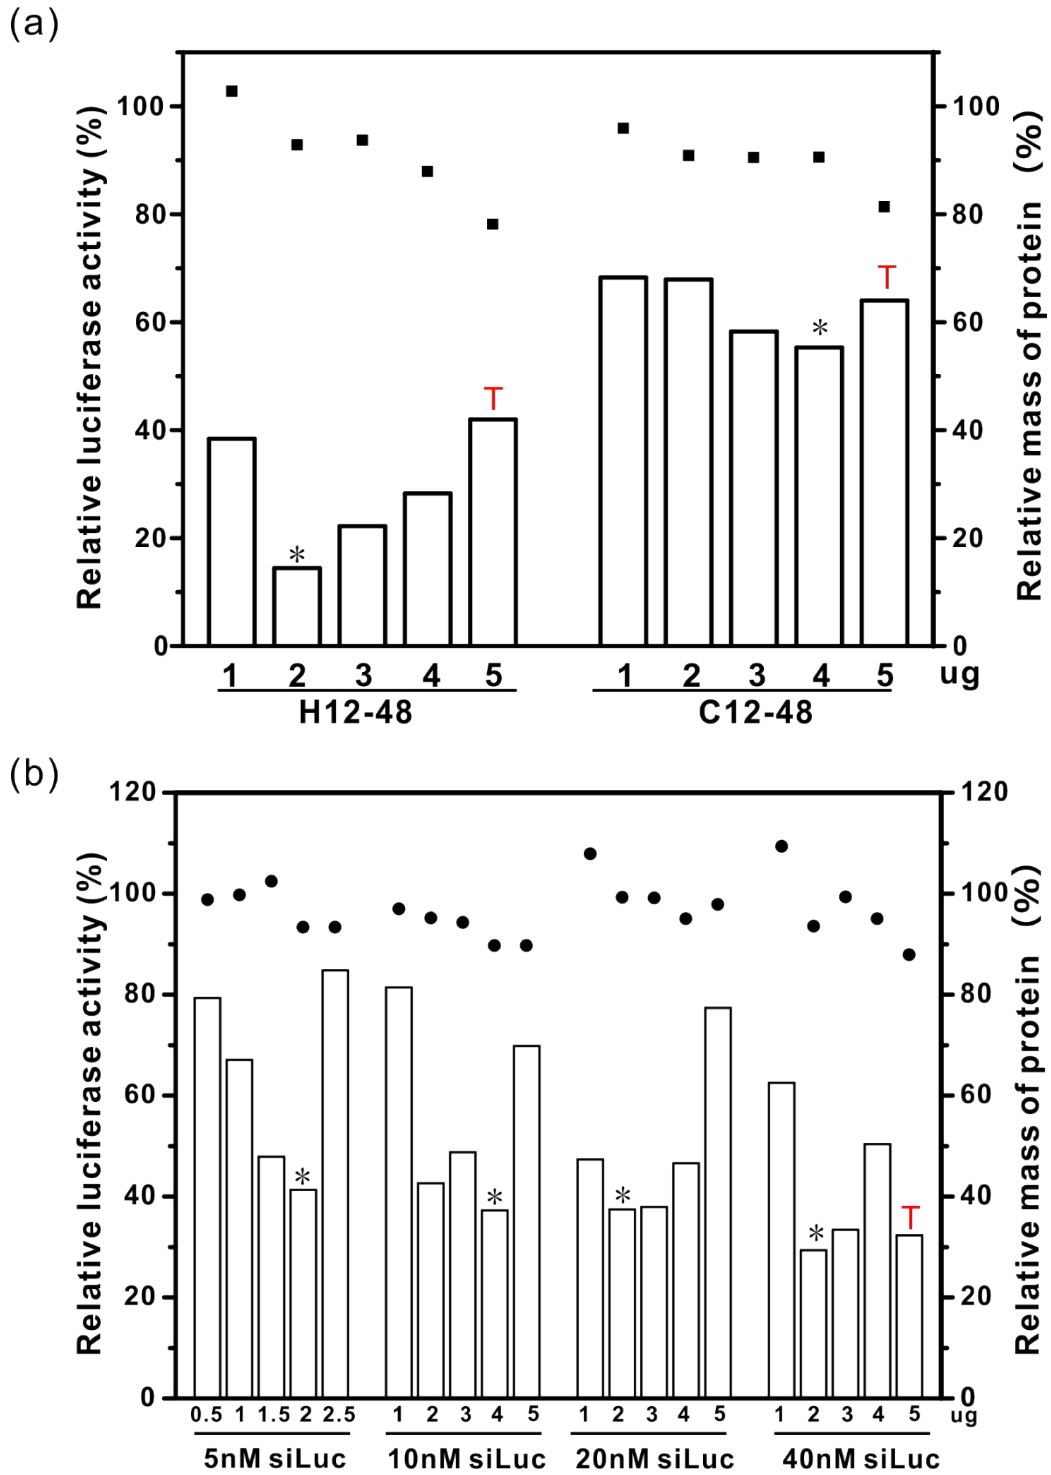 (a)
Relative luciferase activity (%)
100
80
60
40
20
0
*
T
*
T
100
80
60
40
20
0
Relative mass of protein (%)
1 2 3 4 5 1 2 3 4 5 ug
H12-48 C12-48
(b)
Relative luciferase activity (%)
120
100
80
60
40
20
0
*
*
*
*
T
120
100
80
60
40
20
0
Relative mass of protein (%)
0.5 1 1.5 2 2.5 1 2 3 4 5 1 2 3 4 5 1 2 3 4 5 ug
5nM siLuc 10nM siLuc 20nM siLuc 40nM siLuc